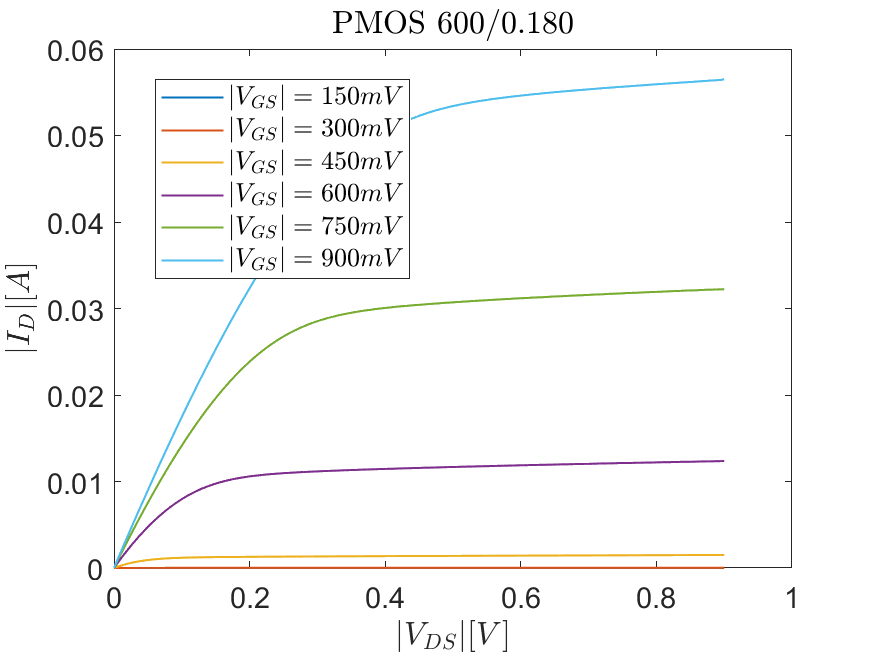 PMOS 600/0.180
0.06
0.05
0.04
0.03
0.02
0.01
0
|I_D|[A]
|V_GS| = 150mV
|V_GS| = 300mV
|V_GS| = 450mV
|V_GS| = 600mV
|V_GS| = 750mV
|V_GS| = 900mV
0 0.2 0.4 0.6 0.8 1
|V_DS|[V]